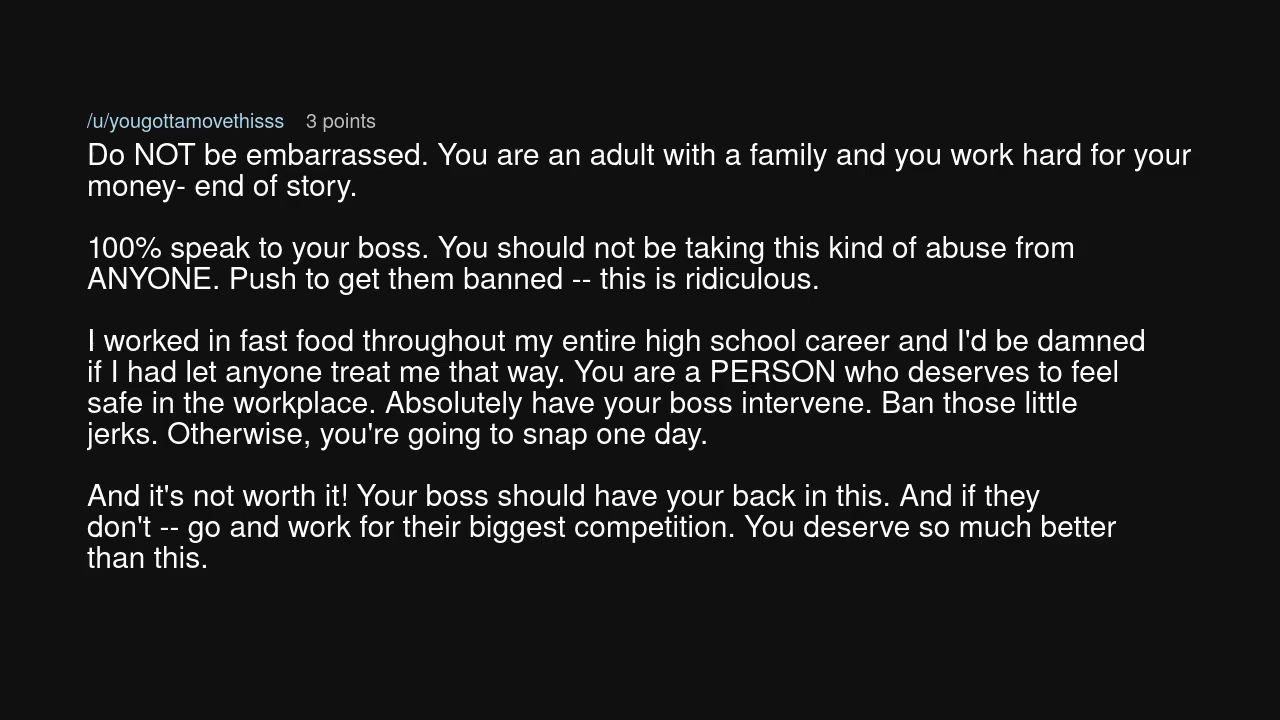 /u/yougottamovethisss 3 points
Do NOT be embarrassed. You are an adult with a family and you work hard for your
money- end of story.
100% speak to your boss. You should not be taking this kind of abuse from
ANYONE. Push to get them banned -- this is ridiculous.
I worked in fast food throughout my entire high school career and I'd be damned
if I had let anyone treat me that way. You are a PERSON who deserves to feel
safe in the workplace. Absolutely have your boss intervene. Ban those little
jerks. Otherwise, you're going to snap one day.
And it's not worth it! Your boss should have your back in this. And if they
don't -- go and work for their biggest competition. You deserve so much better
than this.